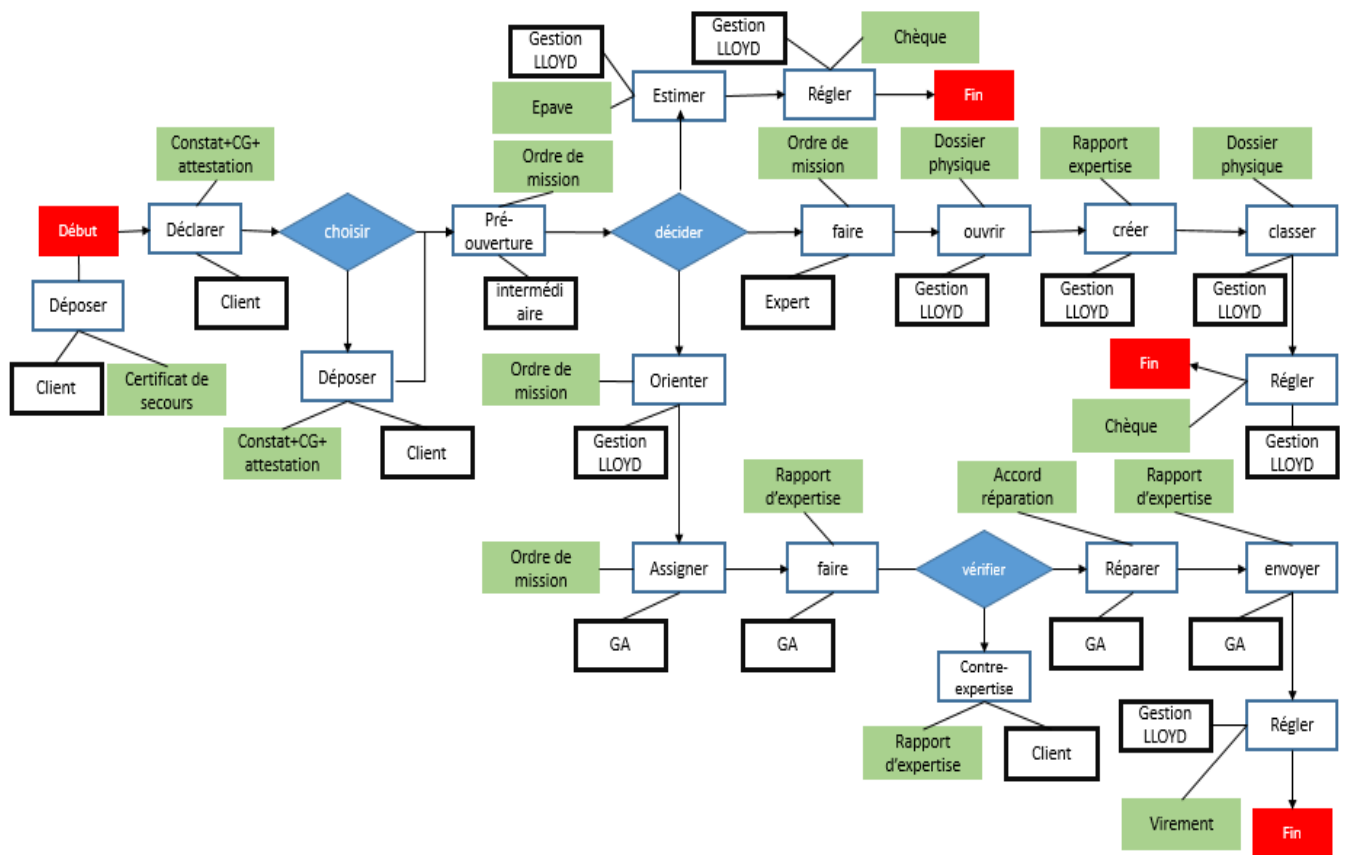 Gestion
LLOYD
Gestion
LLOYD
Chèque
Epave
Estimer
Régler
Fin
Constat+CG+
attestation
Ordre de
mission
Ordre de
mission
Dossier
physique
Rapport
expertise
Dossier
physique
Début
Déclarer
choisir
Pré-
ouverture
décider
faire
ouvrir
créer
classer
Déposer
Client
intermédi
aire
Expert
Gestion
LLOYD
Gestion
LLOYD
Gestion
LLOYD
Client
Certificat de
secours
Déposer
Ordre de
mission
Orienter
Fin
Régler
Chèque
Constat+CG+
attestation
Client
Gestion
LLOYD
Gestion
LLOYD
Rapport
d’expertise
Accord
réparation
Rapport
d’expertise
Ordre de
mission
Assigner
faire
vérifier
Réparer
envoyer
GA
GA
GA
GA
Contre-
expertise
Rapport
d’expertise
Client
Gestion
LLOYD
Régler
Virement
Fin